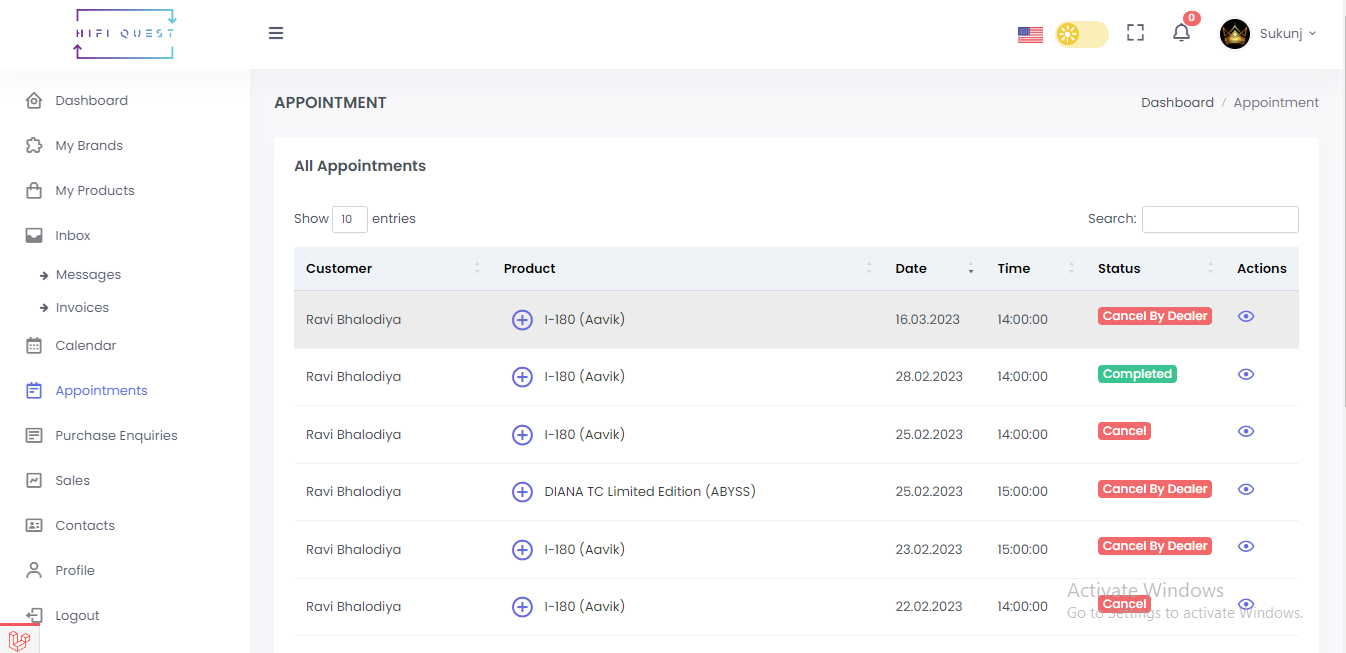 HIFI QUEST
0
Sukunj
Dashboard
My Brands
My Products
Inbox
Messages
Invoices
Calendar
Appointments
Purchase Enquiries
Sales
Contacts
Profile
Logout
APPOINTMENT
Dashboard / Appointment
All Appointments
Show 10 entries
Search:
Customer Product Date Time Status Actions
Ravi Bhalodiya I-180 (Aavik) 16.03.2023 14:00:00 Cancel By Dealer
Ravi Bhalodiya I-180 (Aavik) 28.02.2023 14:00:00 Completed
Ravi Bhalodiya I-180 (Aavik) 25.02.2023 14:00:00 Cancel
Ravi Bhalodiya DIANA TC Limited Edition (ABYSS) 25.02.2023 15:00:00 Cancel By Dealer
Ravi Bhalodiya I-180 (Aavik) 23.02.2023 15:00:00 Cancel By Dealer
Ravi Bhalodiya I-180 (Aavik) 22.02.2023 14:00:00 Cancel
Activate Windows
Go to Settings to activate Windows.